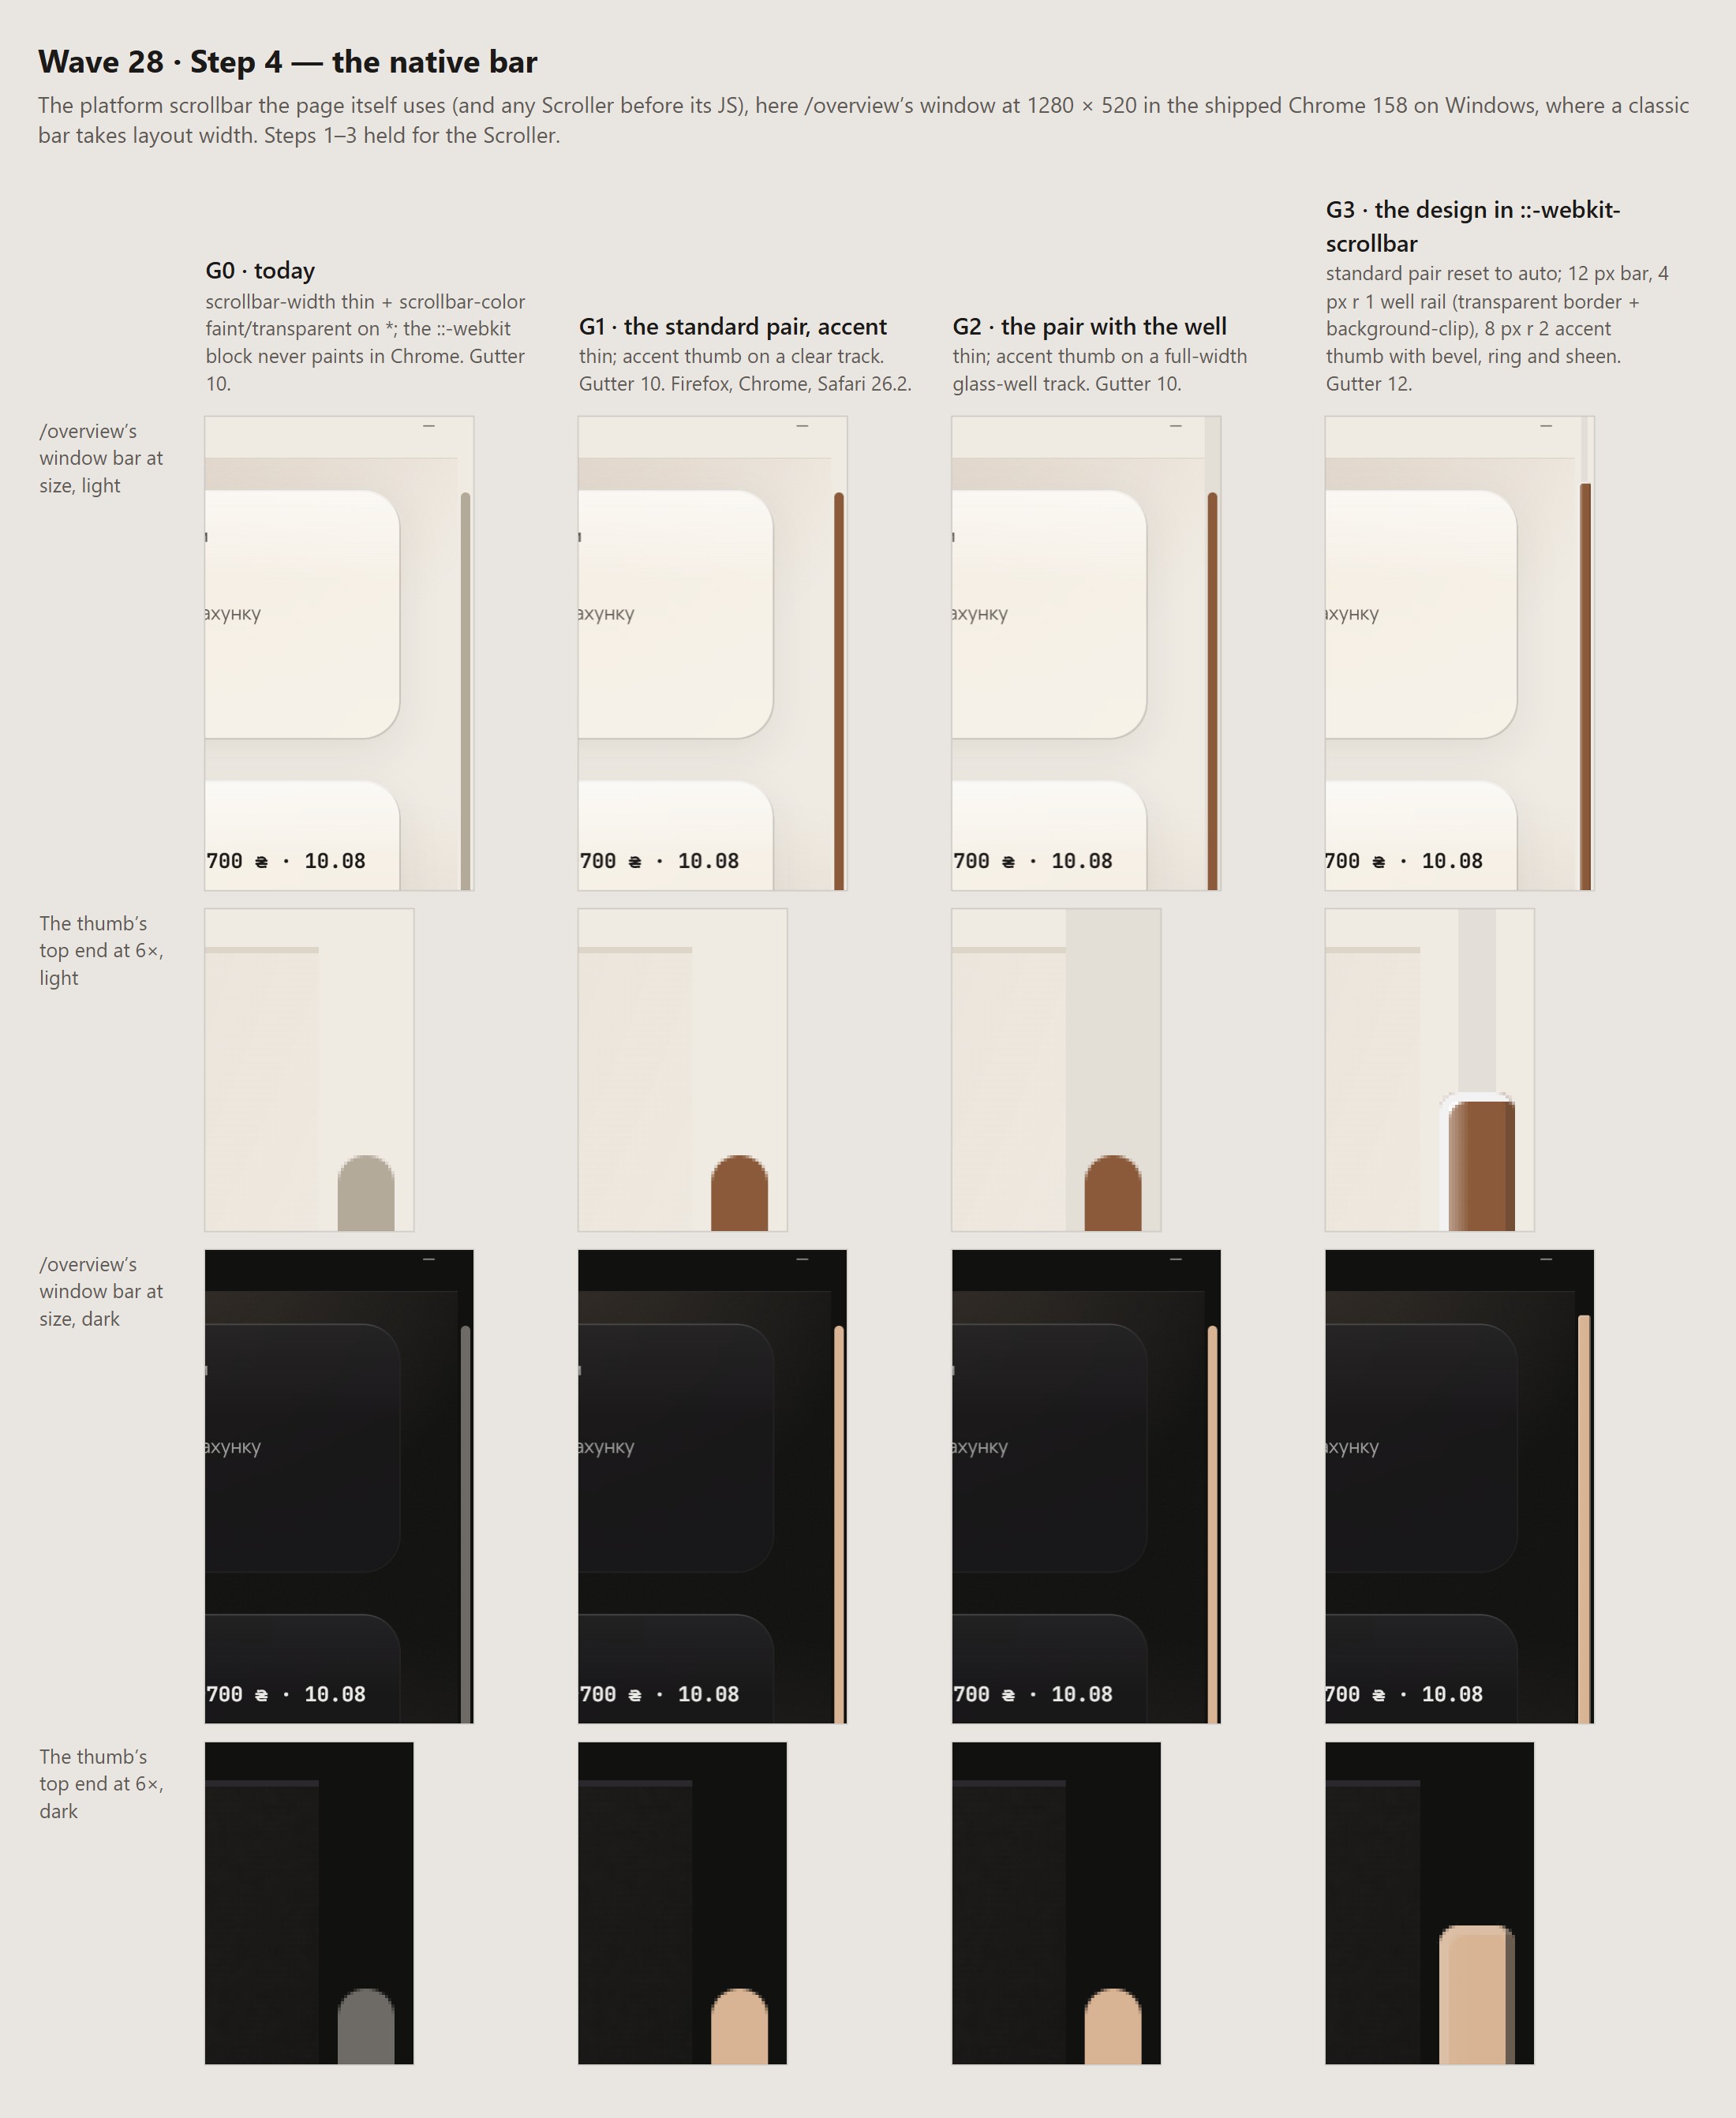 Wave 28 · Step 4 — the native bar
The platform scrollbar the page itself uses (and any Scroller before its JS), here /overview’s window at 1280 × 520 in the shipped Chrome 158 on Windows, where a classic
bar takes layout width. Steps 1–3 held for the Scroller.
G0 · today
scrollbar-width thin + scrollbar-color
faint/transparent on *; the ::-webkit
block never paints in Chrome. Gutter
10.
G1 · the standard pair, accent
thin; accent thumb on a clear track.
Gutter 10. Firefox, Chrome, Safari 26.2.
G2 · the pair with the well
thin; accent thumb on a full-width
glass-well track. Gutter 10.
G3 · the design in ::-webkit-
scrollbar
standard pair reset to auto; 12 px bar, 4
px r 1 well rail (transparent border +
background-clip), 8 px r 2 accent
thumb with bevel, ring and sheen.
Gutter 12.
/overview’s
window bar at
size, light
ахунку
700 ₴ · 10.08
ахунку
700 ₴ · 10.08
ахунку
700 ₴ · 10.08
ахунку
700 ₴ · 10.08
The thumb’s
top end at 6×,
light
/overview’s
window bar at
size, dark
ахунку
700 ₴ · 10.08
ахунку
700 ₴ · 10.08
ахунку
700 ₴ · 10.08
ахунку
700 ₴ · 10.08
The thumb’s
top end at 6×,
dark